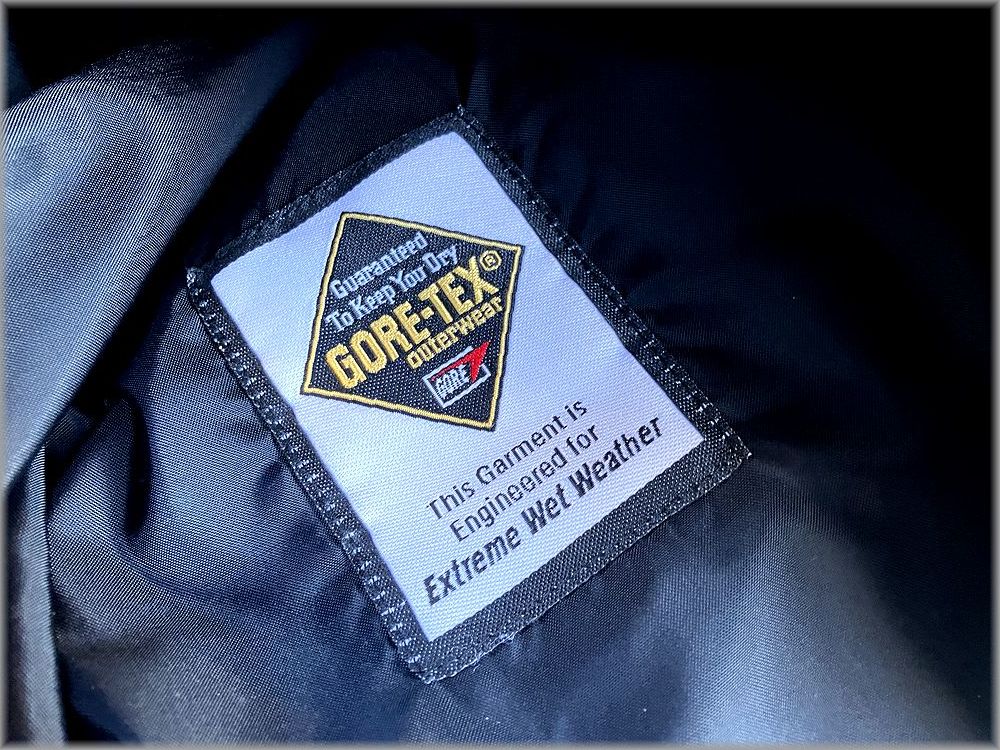 Guaranteed
To Keep You Dry
GORE-TEX®
outerwear
GORE
This Garment is
Engineered for
Extreme Wet Weather